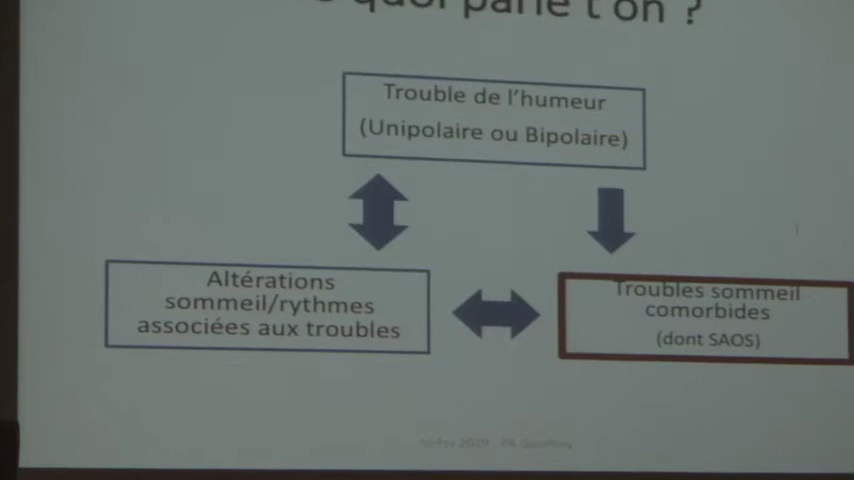 quoi parle t'on ?
Trouble de l'humeur
(Unipolaire ou Bipolaire)
Altérations
sommeil/rythmes
associées aux troubles
Troubles sommeil
comorbides
(dont SAOS)